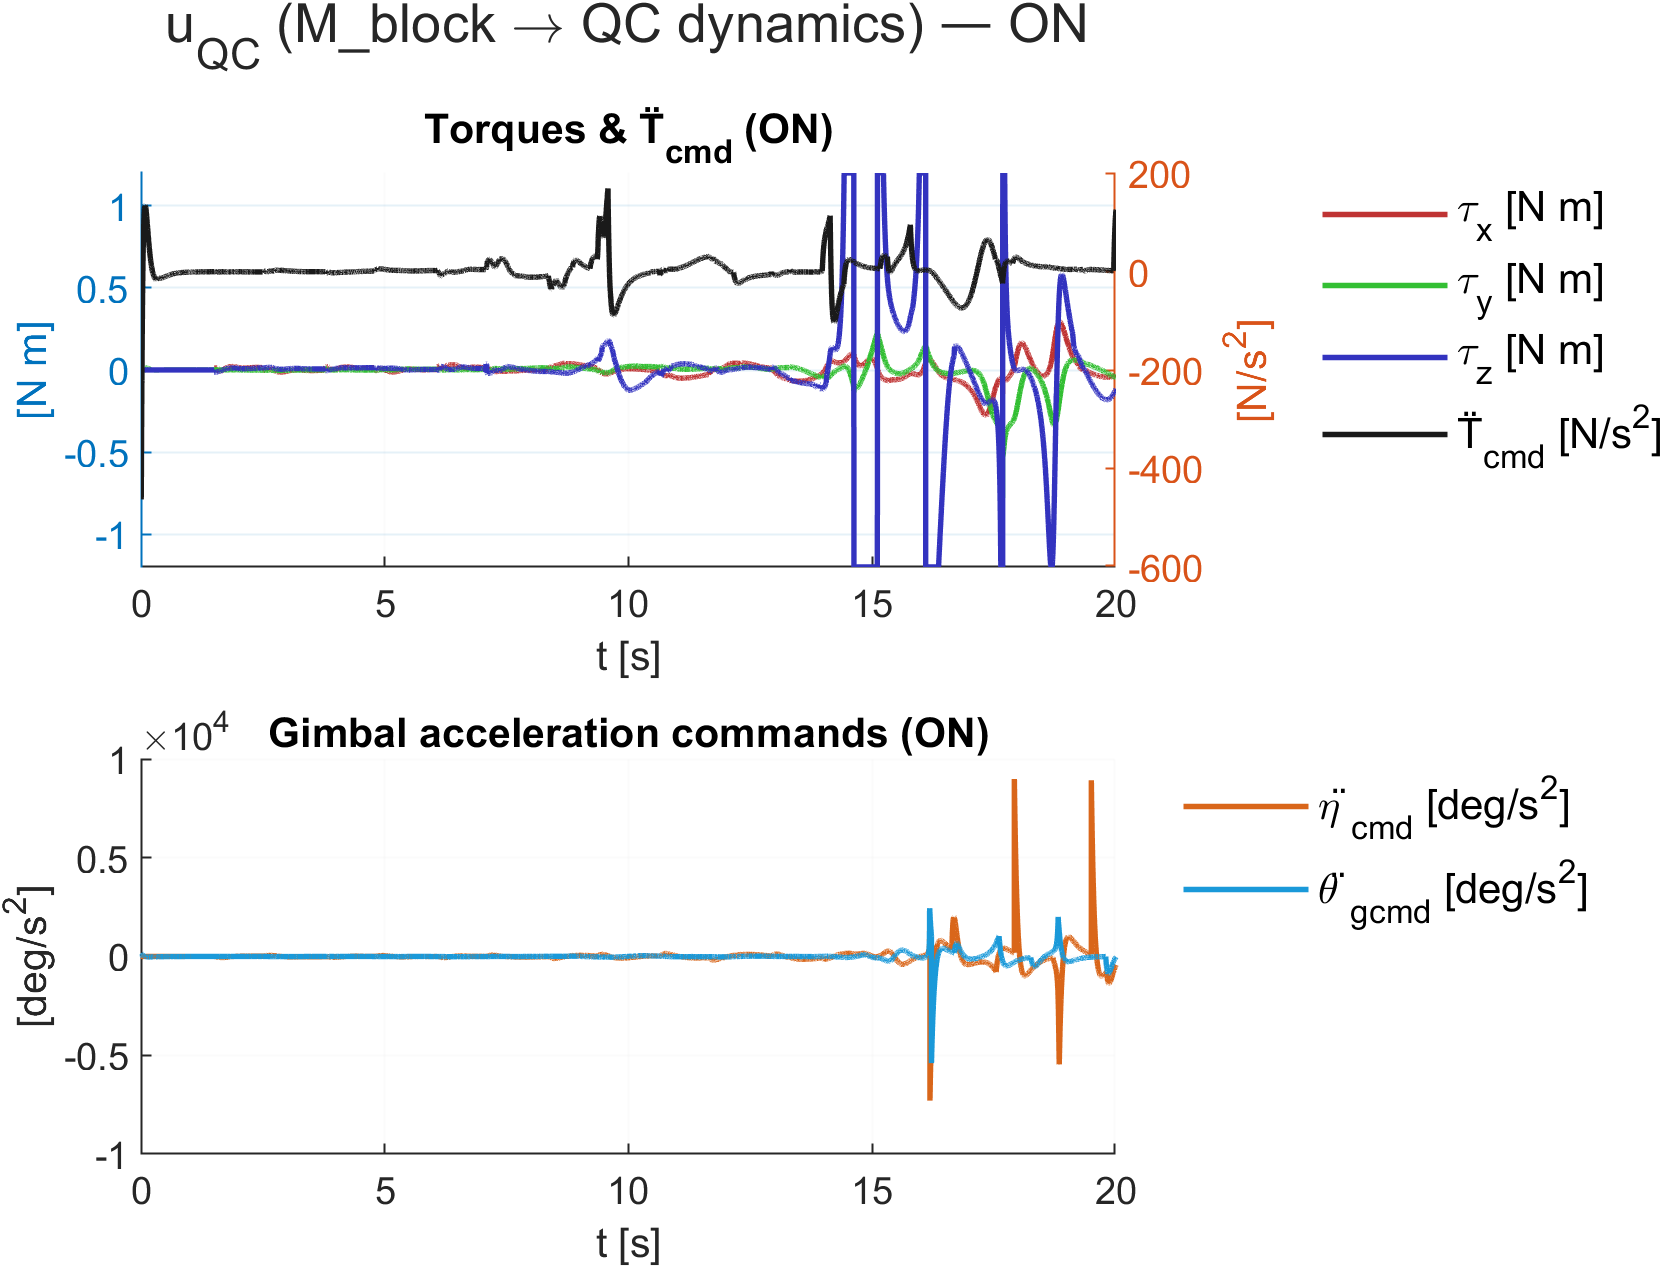 u_QC (M_block → QC dynamics) — ON
Torques & T̈_cmd (ON)
1
0.5
0
-0.5
-1
[N m]
200
0
-200
-400
-600
[N/s²]
0 5 10 15 20
t [s]
τ_x [N m]
τ_y [N m]
τ_z [N m]
T̈_cmd [N/s²]
×10⁴
Gimbal acceleration commands (ON)
1
0.5
0
-0.5
-1
[deg/s²]
0 5 10 15 20
t [s]
η̈_cmd [deg/s²]
θ̈_gcmd [deg/s²]